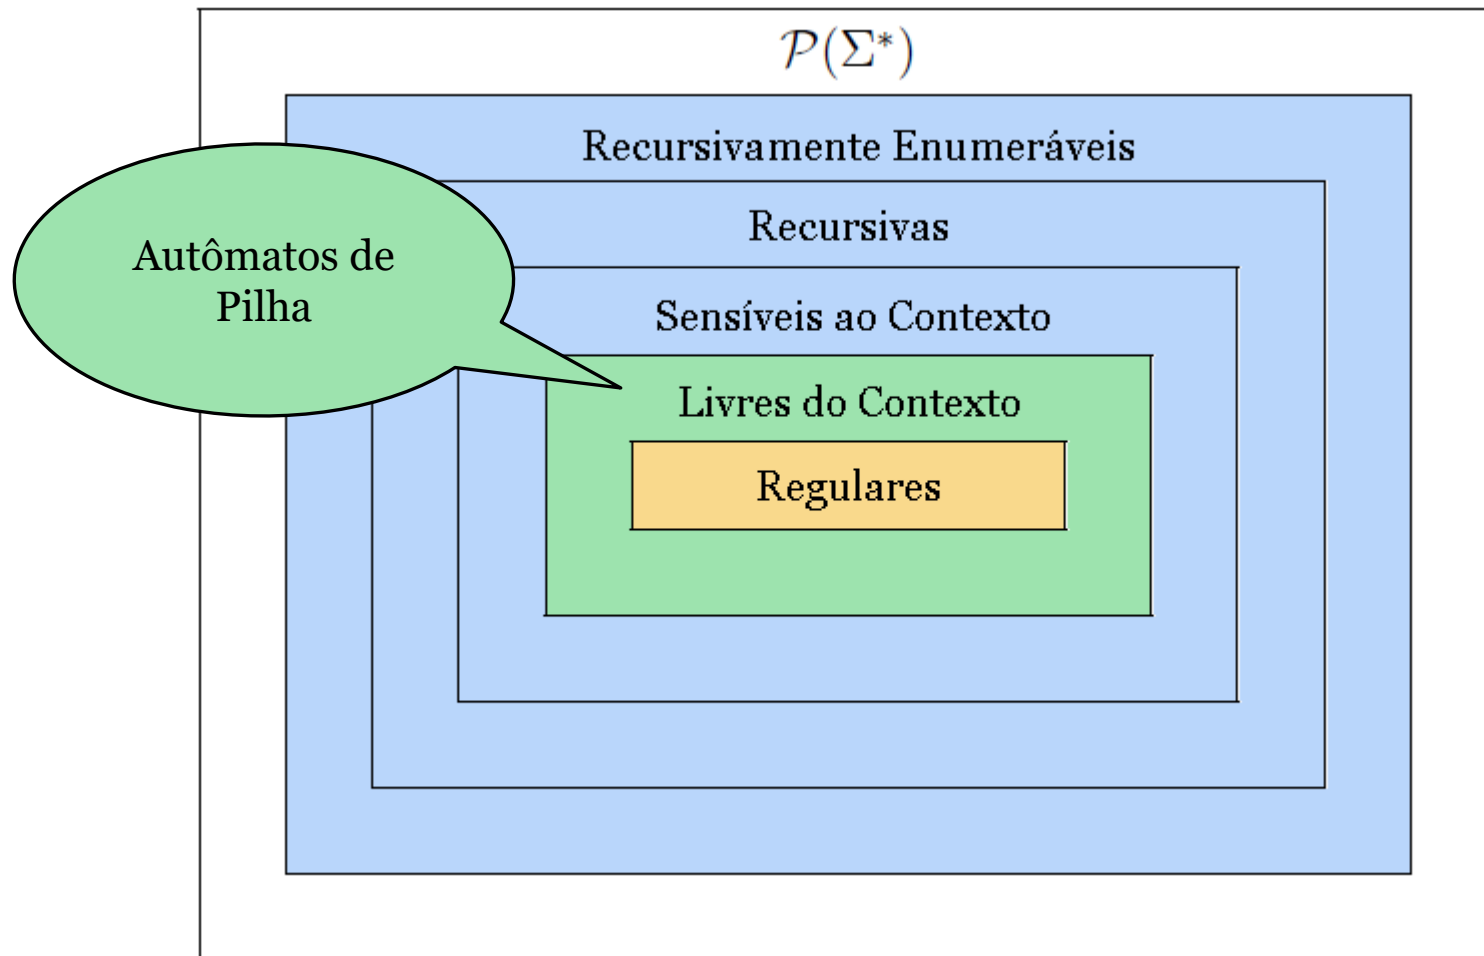 𝒫(Σ*)
Recursivamente Enumeráveis
Recursivas
Autômatos de
Pilha
Sensíveis ao Contexto
Livres do Contexto
Regulares